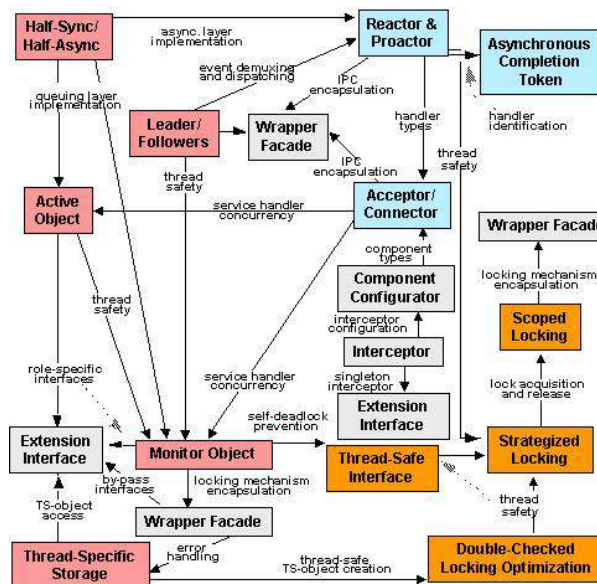 Half-Sync/
Half-Async
async. layer
implementation
Reactor &
Proactor
Asynchronous
Completion
Token
event demuxing
and dispatching
IPC
encapsulation
queuing layer
implementation
handler
types
handler
identification
Leader/
Followers
Wrapper
Facade
thread
safety
thread
safety
IPC
encapsulation
Active
Object
service handler
concurrency
Acceptor/
Connector
Wrapper Facade
component
types
thread
safety
Component
Configurator
locking mechanism
encapsulation
interceptor
configuration
Scoped
Locking
Interceptor
role-specific
interfaces
service handler
concurrency
singleton
interceptor
lock acquisition
and release
Extension
Interface
self-deadlock
prevention
Extension
Interface
Monitor Object
Thread-Safe
Interface
Strategized
Locking
by-pass
interfaces
locking mechanism
encapsulation
TS-object
access
Wrapper Facade
thread
safety
error
handling
Thread-Specific
Storage
thread-safe
TS-object creation
Double-Checked
Locking Optimization